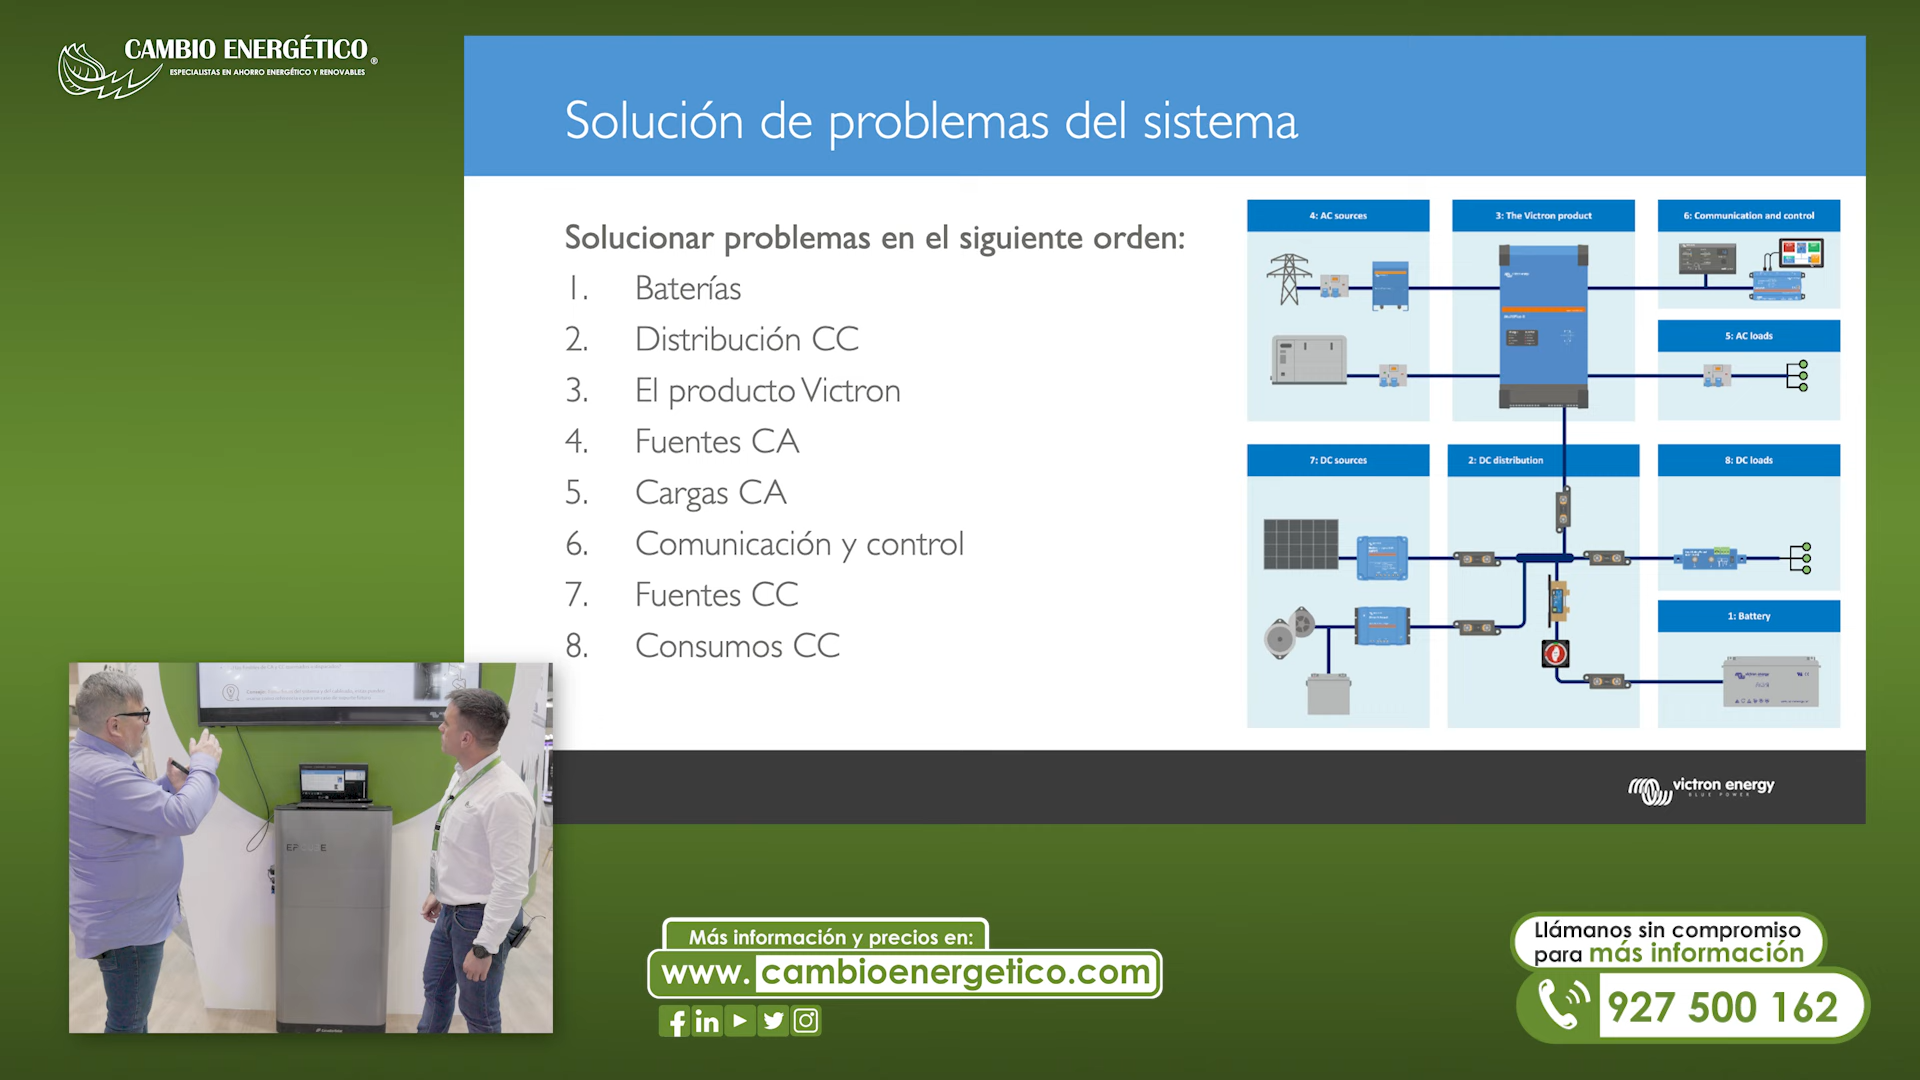 CAMBIO ENERGÉTICO®
ESPECIALISTAS EN AHORRO ENERGÉTICO Y RENOVABLES
Solución de problemas del sistema
Solucionar problemas en el siguiente orden:
1. Baterías
2. Distribución CC
3. El producto Victron
4. Fuentes CA
5. Cargas CA
6. Comunicación y control
7. Fuentes CC
8. Consumos CC
4: AC sources
3: The Victron product
6: Communication and control
5: AC loads
7: DC sources
2: DC distribution
8: DC loads
1: Battery
victron energy
BLUE POWER
Más información y precios en:
www.cambioenergetico.com
Llámanos sin compromiso
para más información
927 500 162